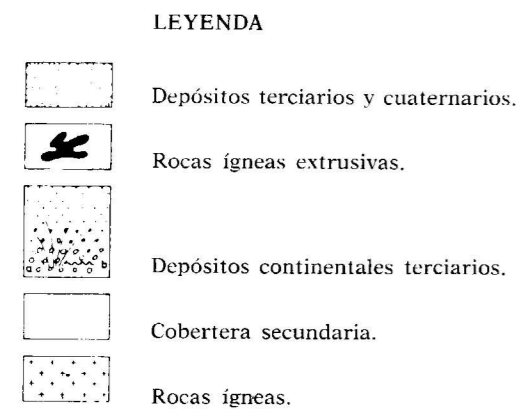 LEYENDA
Depósitos terciarios y cuaternarios.
Rocas ígneas extrusivas.
Depósitos continentales terciarios.
Cobertera secundaria.
Rocas ígneas.